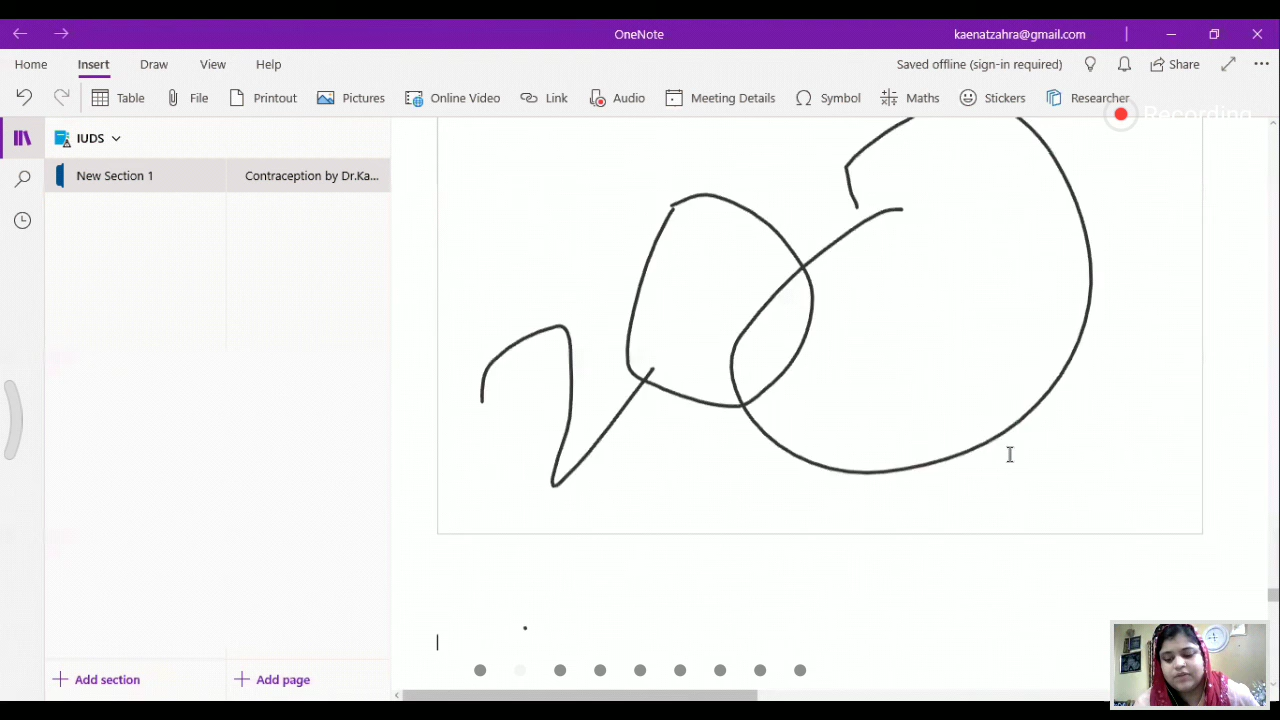 OneNote
kaenatzahra@gmail.com
Home Insert Draw View Help
Saved offline (sign-in required) Share
Table File Printout Pictures Online Video Link Audio Meeting Details Symbol Maths Stickers Researcher
Recording
IUDS
New Section 1 Contraception by Dr.Ka...
Add section Add page